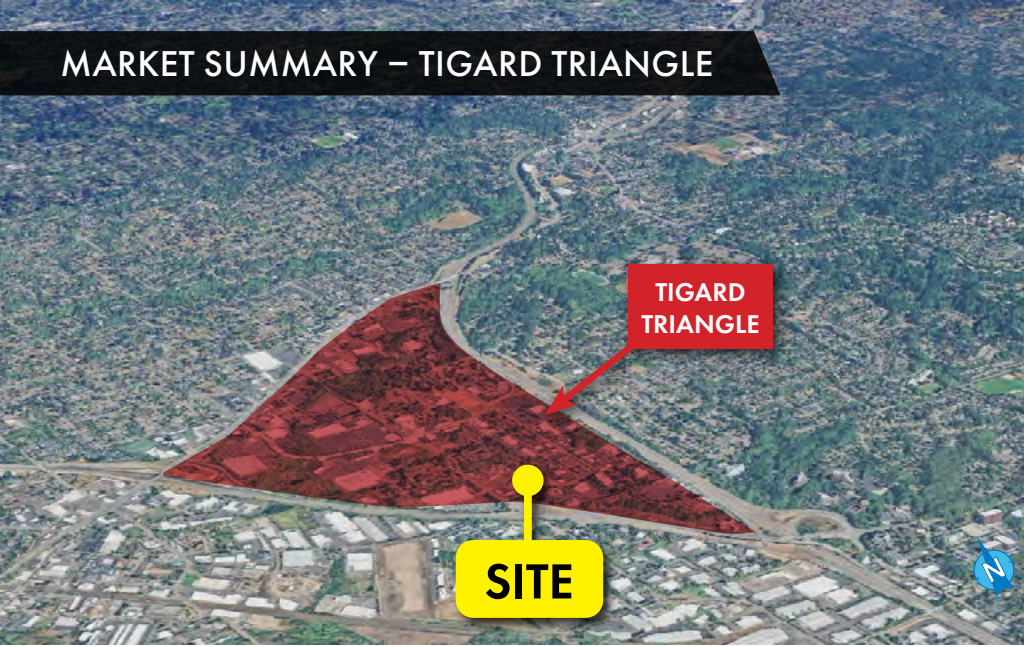 MARKET SUMMARY – TIGARD TRIANGLE
TIGARD
TRIANGLE
SITE
N